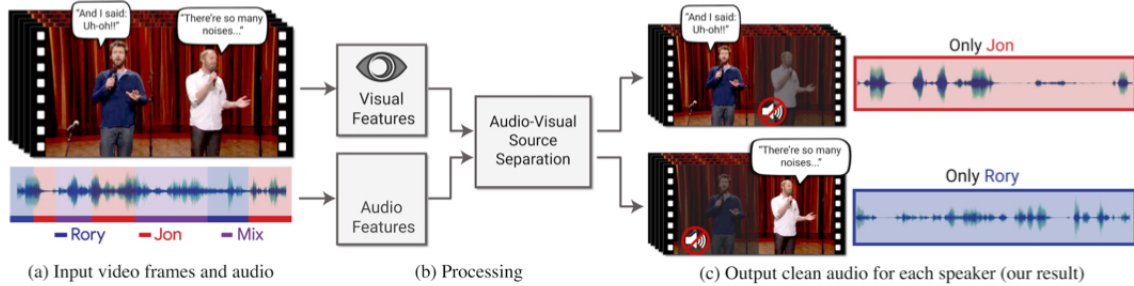 "And I said:
Uh-oh!!"
"There're so many
noises..."
Rory
Jon
Mix
(a) Input video frames and audio
Visual
Features
Audio
Features
Audio-Visual
Source
Separation
(b) Processing
"And I said:
Uh-oh!!"
Only Jon
"There're so many
noises..."
Only Rory
(c) Output clean audio for each speaker (our result)